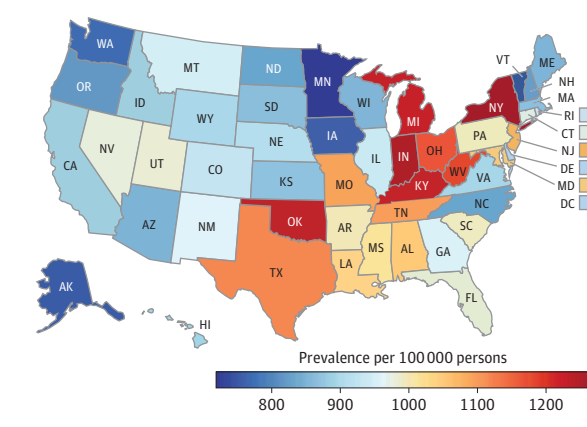 WA
MT
ND
MN
VT
ME
OR
ID
WY
SD
WI
MI
NY
NH
MA
RI
CT
NV
UT
CO
NE
IA
IL
IN
OH
PA
NJ
DE
MD
DC
CA
AZ
NM
KS
MO
KY
WV
VA
OK
AR
TN
NC
TX
LA
MS
AL
GA
SC
FL
AK
HI
Prevalence per 100 000 persons
800 900 1000 1100 1200